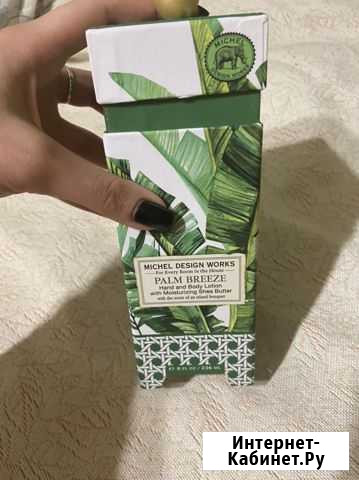 MICHEL
MICHEL DESIGN WORKS
For Every Room in the House
PALM BREEZE
Hand and Body Lotion
with Moisturizing Shea Butter
with the scent of an island bouquet
8 fl oz / 236 mL
Интернет-
Кабинет.Ру